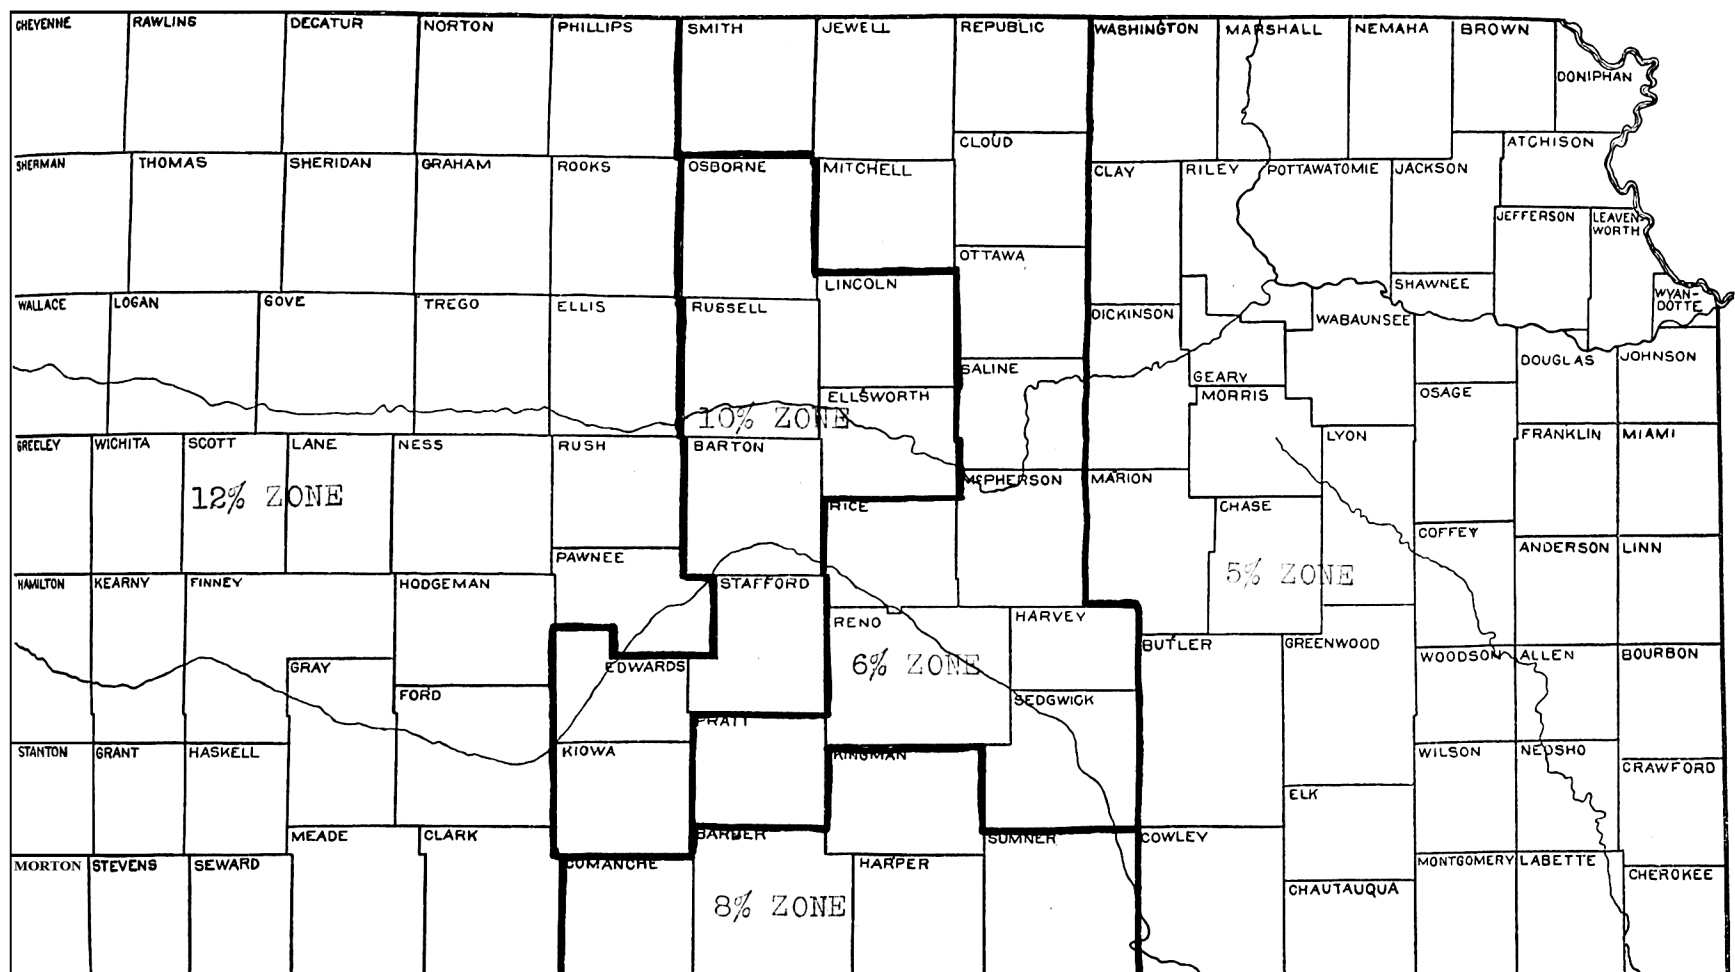 CHEYENNE RAWLINS DECATUR NORTON PHILLIPS SMITH JEWELL REPUBLIC WASHINGTON MARSHALL NEMAHA BROWN
DONIPHAN
CLOUD ATCHISON
SHERMAN THOMAS SHERIDAN GRAHAM ROOKS OSBORNE MITCHELL CLAY RILEY POTTAWATOMIE JACKSON
JEFFERSON LEAVEN-
WORTH
OTTAWA
LINCOLN SHAWNEE
WALLACE LOGAN GOVE TREGO ELLIS RUSSELL WYAN-
DOTTE
DICKINSON WABAUNSEE
SALINE DOUGLAS JOHNSON
GEARY
ELLSWORTH MORRIS OSAGE
10% ZONE
GREELEY WICHITA SCOTT LANE NESS RUSH BARTON LYON FRANKLIN MIAMI
McPHERSON MARION
12% ZONE
RICE CHASE
COFFEY
PAWNEE ANDERSON LINN
5% ZONE
HAMILTON KEARNY FINNEY HODGEMAN STAFFORD
RENO HARVEY
BUTLER GREENWOOD
WOODSON ALLEN BOURBON
GRAY EDWARDS 6% ZONE
FORD SEDGWICK
PRATT
STANTON GRANT HASKELL KIOWA KINGMAN WILSON NEOSHO
CRAWFORD
ELK
MEADE CLARK BARBER SUMNER COWLEY
MORTON STEVENS SEWARD COMANCHE HARPER MONTGOMERY LABETTE
CHEROKEE
CHAUTAUQUA
8% ZONE